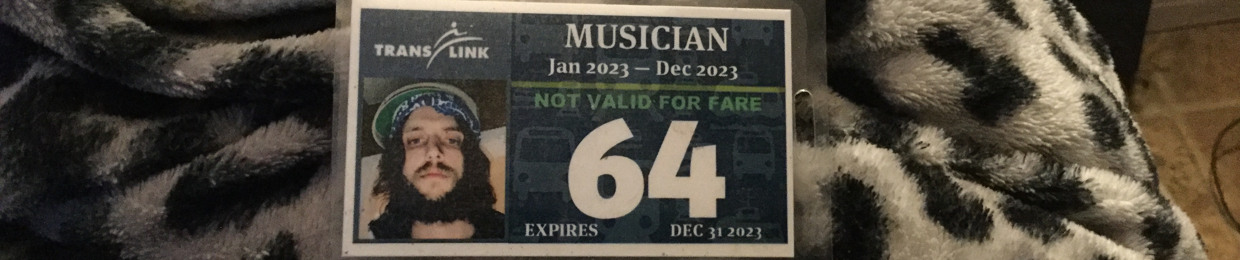 TRANS LINK
MUSICIAN
Jan 2023 — Dec 2023
NOT VALID FOR FARE
64
EXPIRES DEC 31 2023